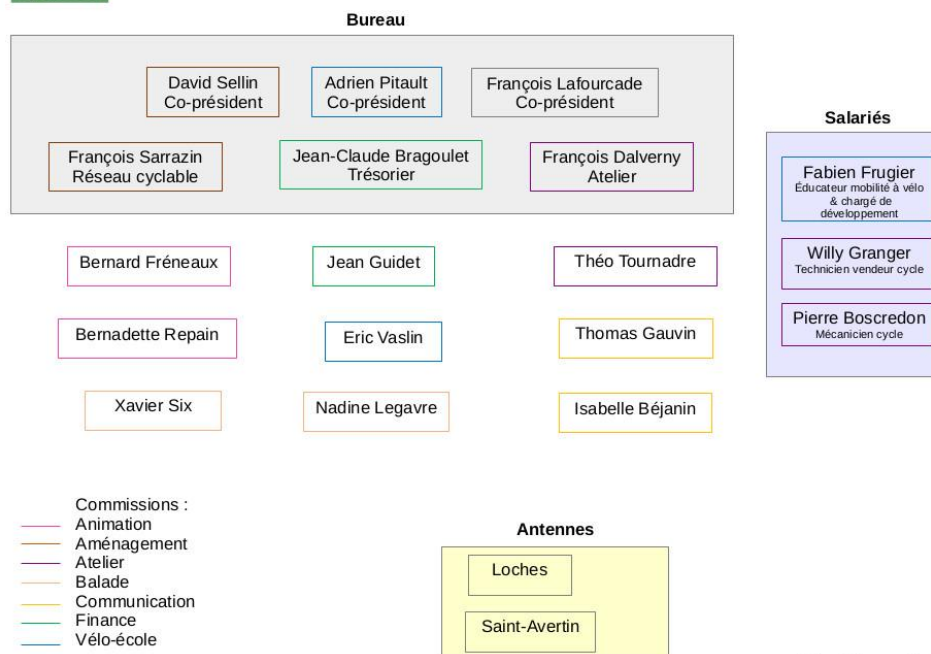 Bureau
David Sellin
Co-président
Adrien Pitault
Co-président
François Lafourcade
Co-président
François Sarrazin
Réseau cyclable
Jean-Claude Bragoulet
Trésorier
François Dalverny
Atelier
Salariés
Fabien Frugier
Éducateur mobilité à vélo
& chargé de
développement
Willy Granger
Technicien vendeur cycle
Pierre Boscredon
Mécanicien cycle
Bernard Fréneaux
Jean Guidet
Théo Tournadre
Bernadette Repain
Eric Vaslin
Thomas Gauvin
Xavier Six
Nadine Legavre
Isabelle Béjanin
Commissions :
Animation
Aménagement
Atelier
Balade
Communication
Finance
Vélo-école
Antennes
Loches
Saint-Avertin